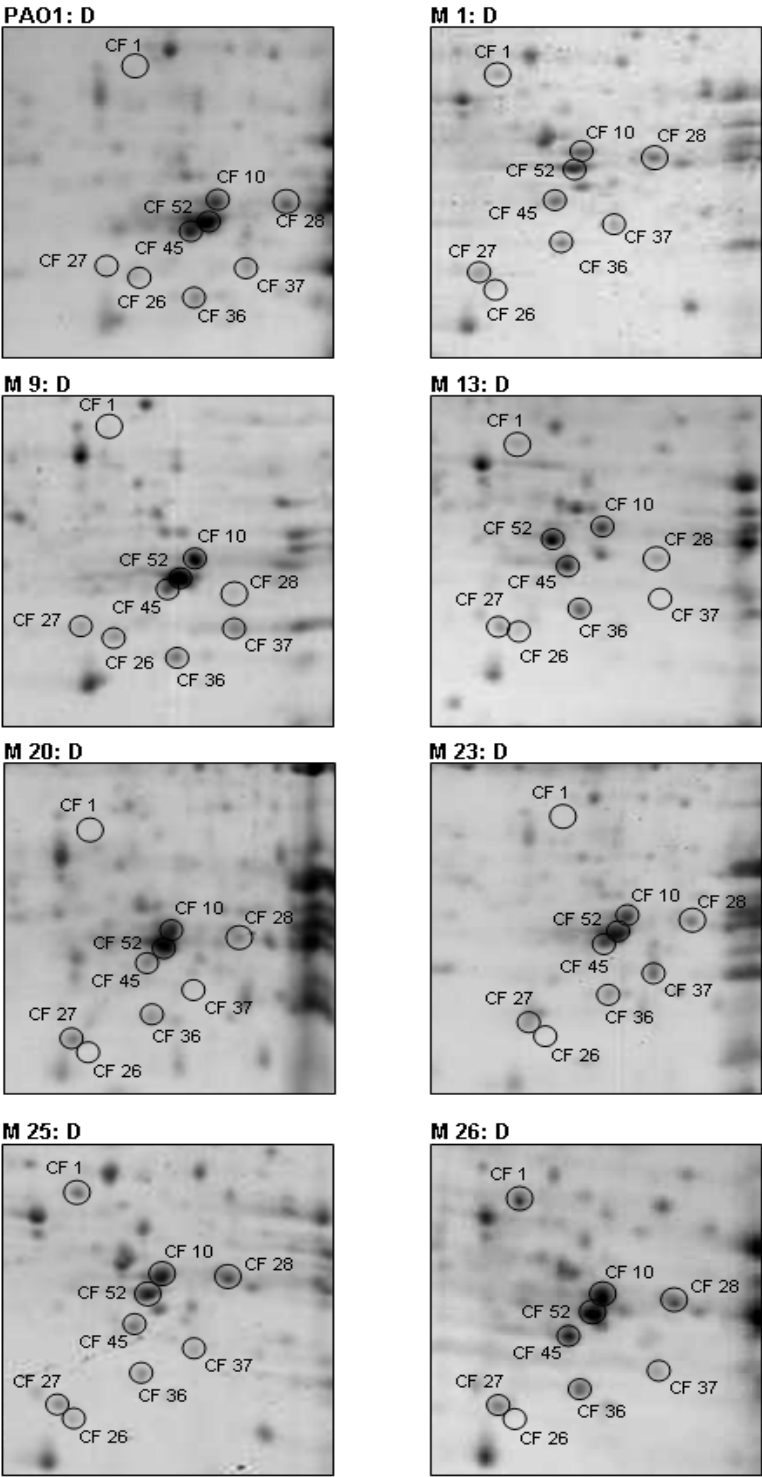 PAO1: D
CF 1
CF 10
CF 52
CF 28
CF 45
CF 27
CF 26
CF 37
CF 36
M 1: D
CF 1
CF 10
CF 28
CF 52
CF 45
CF 37
CF 36
CF 27
CF 26
M 9: D
CF 1
CF 10
CF 52
CF 28
CF 45
CF 27
CF 37
CF 26
CF 36
M 13: D
CF 1
CF 10
CF 52
CF 28
CF 45
CF 37
CF 27
CF 36
CF 26
M 20: D
CF 1
CF 10
CF 28
CF 52
CF 45
CF 37
CF 27
CF 36
CF 26
M 23: D
CF 1
CF 10
CF 28
CF 52
CF 45
CF 37
CF 27
CF 36
CF 26
M 25: D
CF 1
CF 10
CF 28
CF 52
CF 45
CF 37
CF 36
CF 27
CF 26
M 26: D
CF 1
CF 10
CF 28
CF 52
CF 45
CF 37
CF 27
CF 36
CF 26